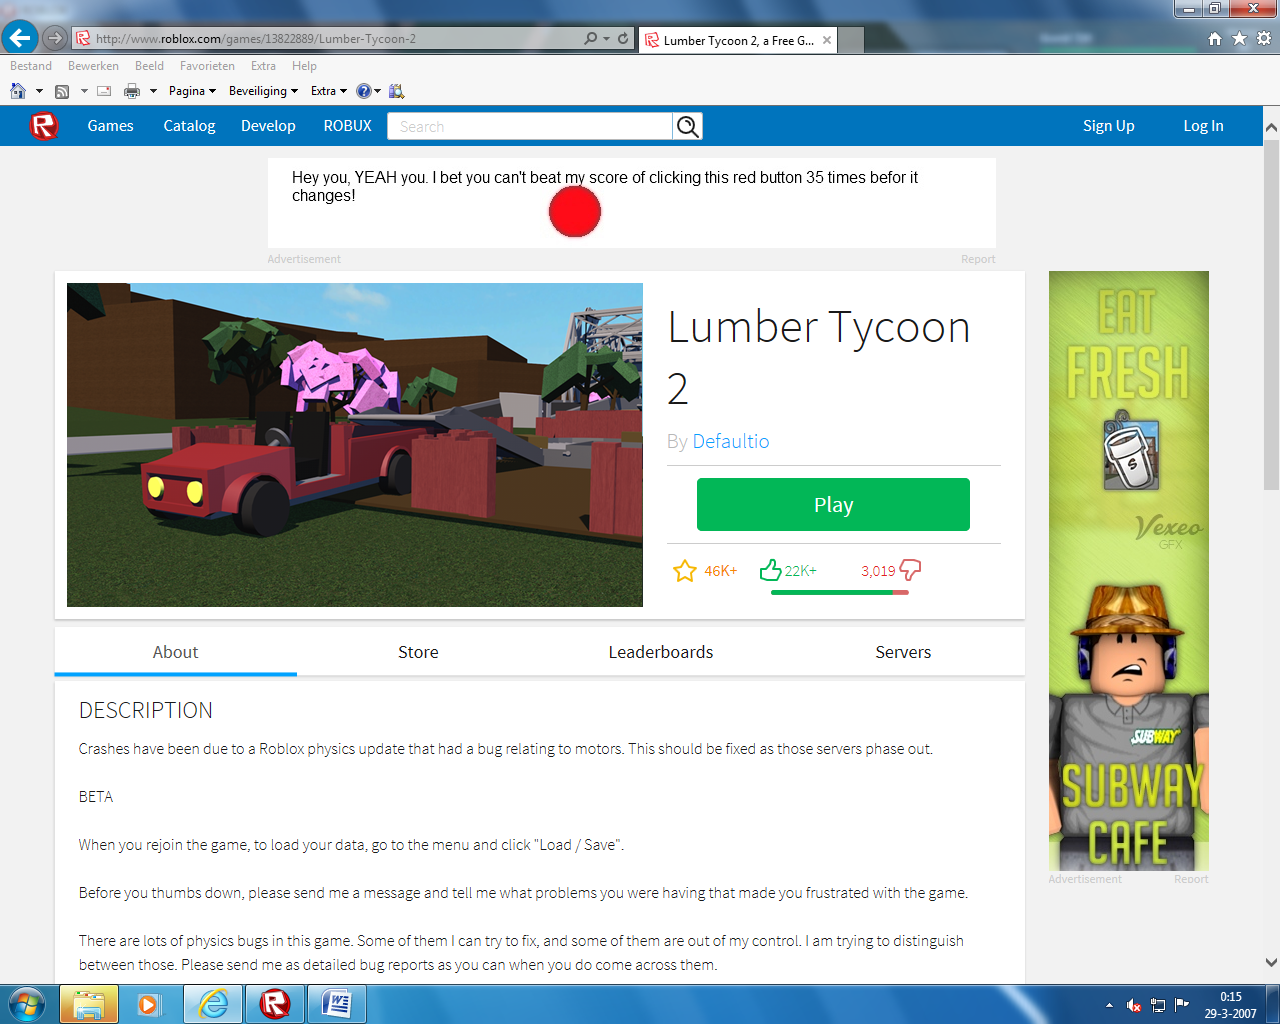 http://www.roblox.com/games/13822889/Lumber-Tycoon-2
Lumber Tycoon 2, a Free G...
Bestand Bewerken Beeld Favorieten Extra Help
Pagina Beveiliging Extra
Games Catalog Develop ROBUX Search Sign Up Log In
Hey you, YEAH you. I bet you can't beat my score of clicking this red button 35 times befor it
changes!
Advertisement Report
Lumber Tycoon
2
By Defaultio
Play
46K+ 22K+ 3,019
About Store Leaderboards Servers
DESCRIPTION
Crashes have been due to a Roblox physics update that had a bug relating to motors. This should be fixed as those servers phase out.
BETA
When you rejoin the game, to load your data, go to the menu and click "Load / Save".
Before you thumbs down, please send me a message and tell me what problems you were having that made you frustrated with the game.
There are lots of physics bugs in this game. Some of them I can try to fix, and some of them are out of my control. I am trying to distinguish
between those. Please send me as detailed bug reports as you can when you do come across them.
EAT
FRESH
$
Vexeo
GFX
SUBWAY
SUBWAY
CAFE
Advertisement Report
0:15
29-3-2007